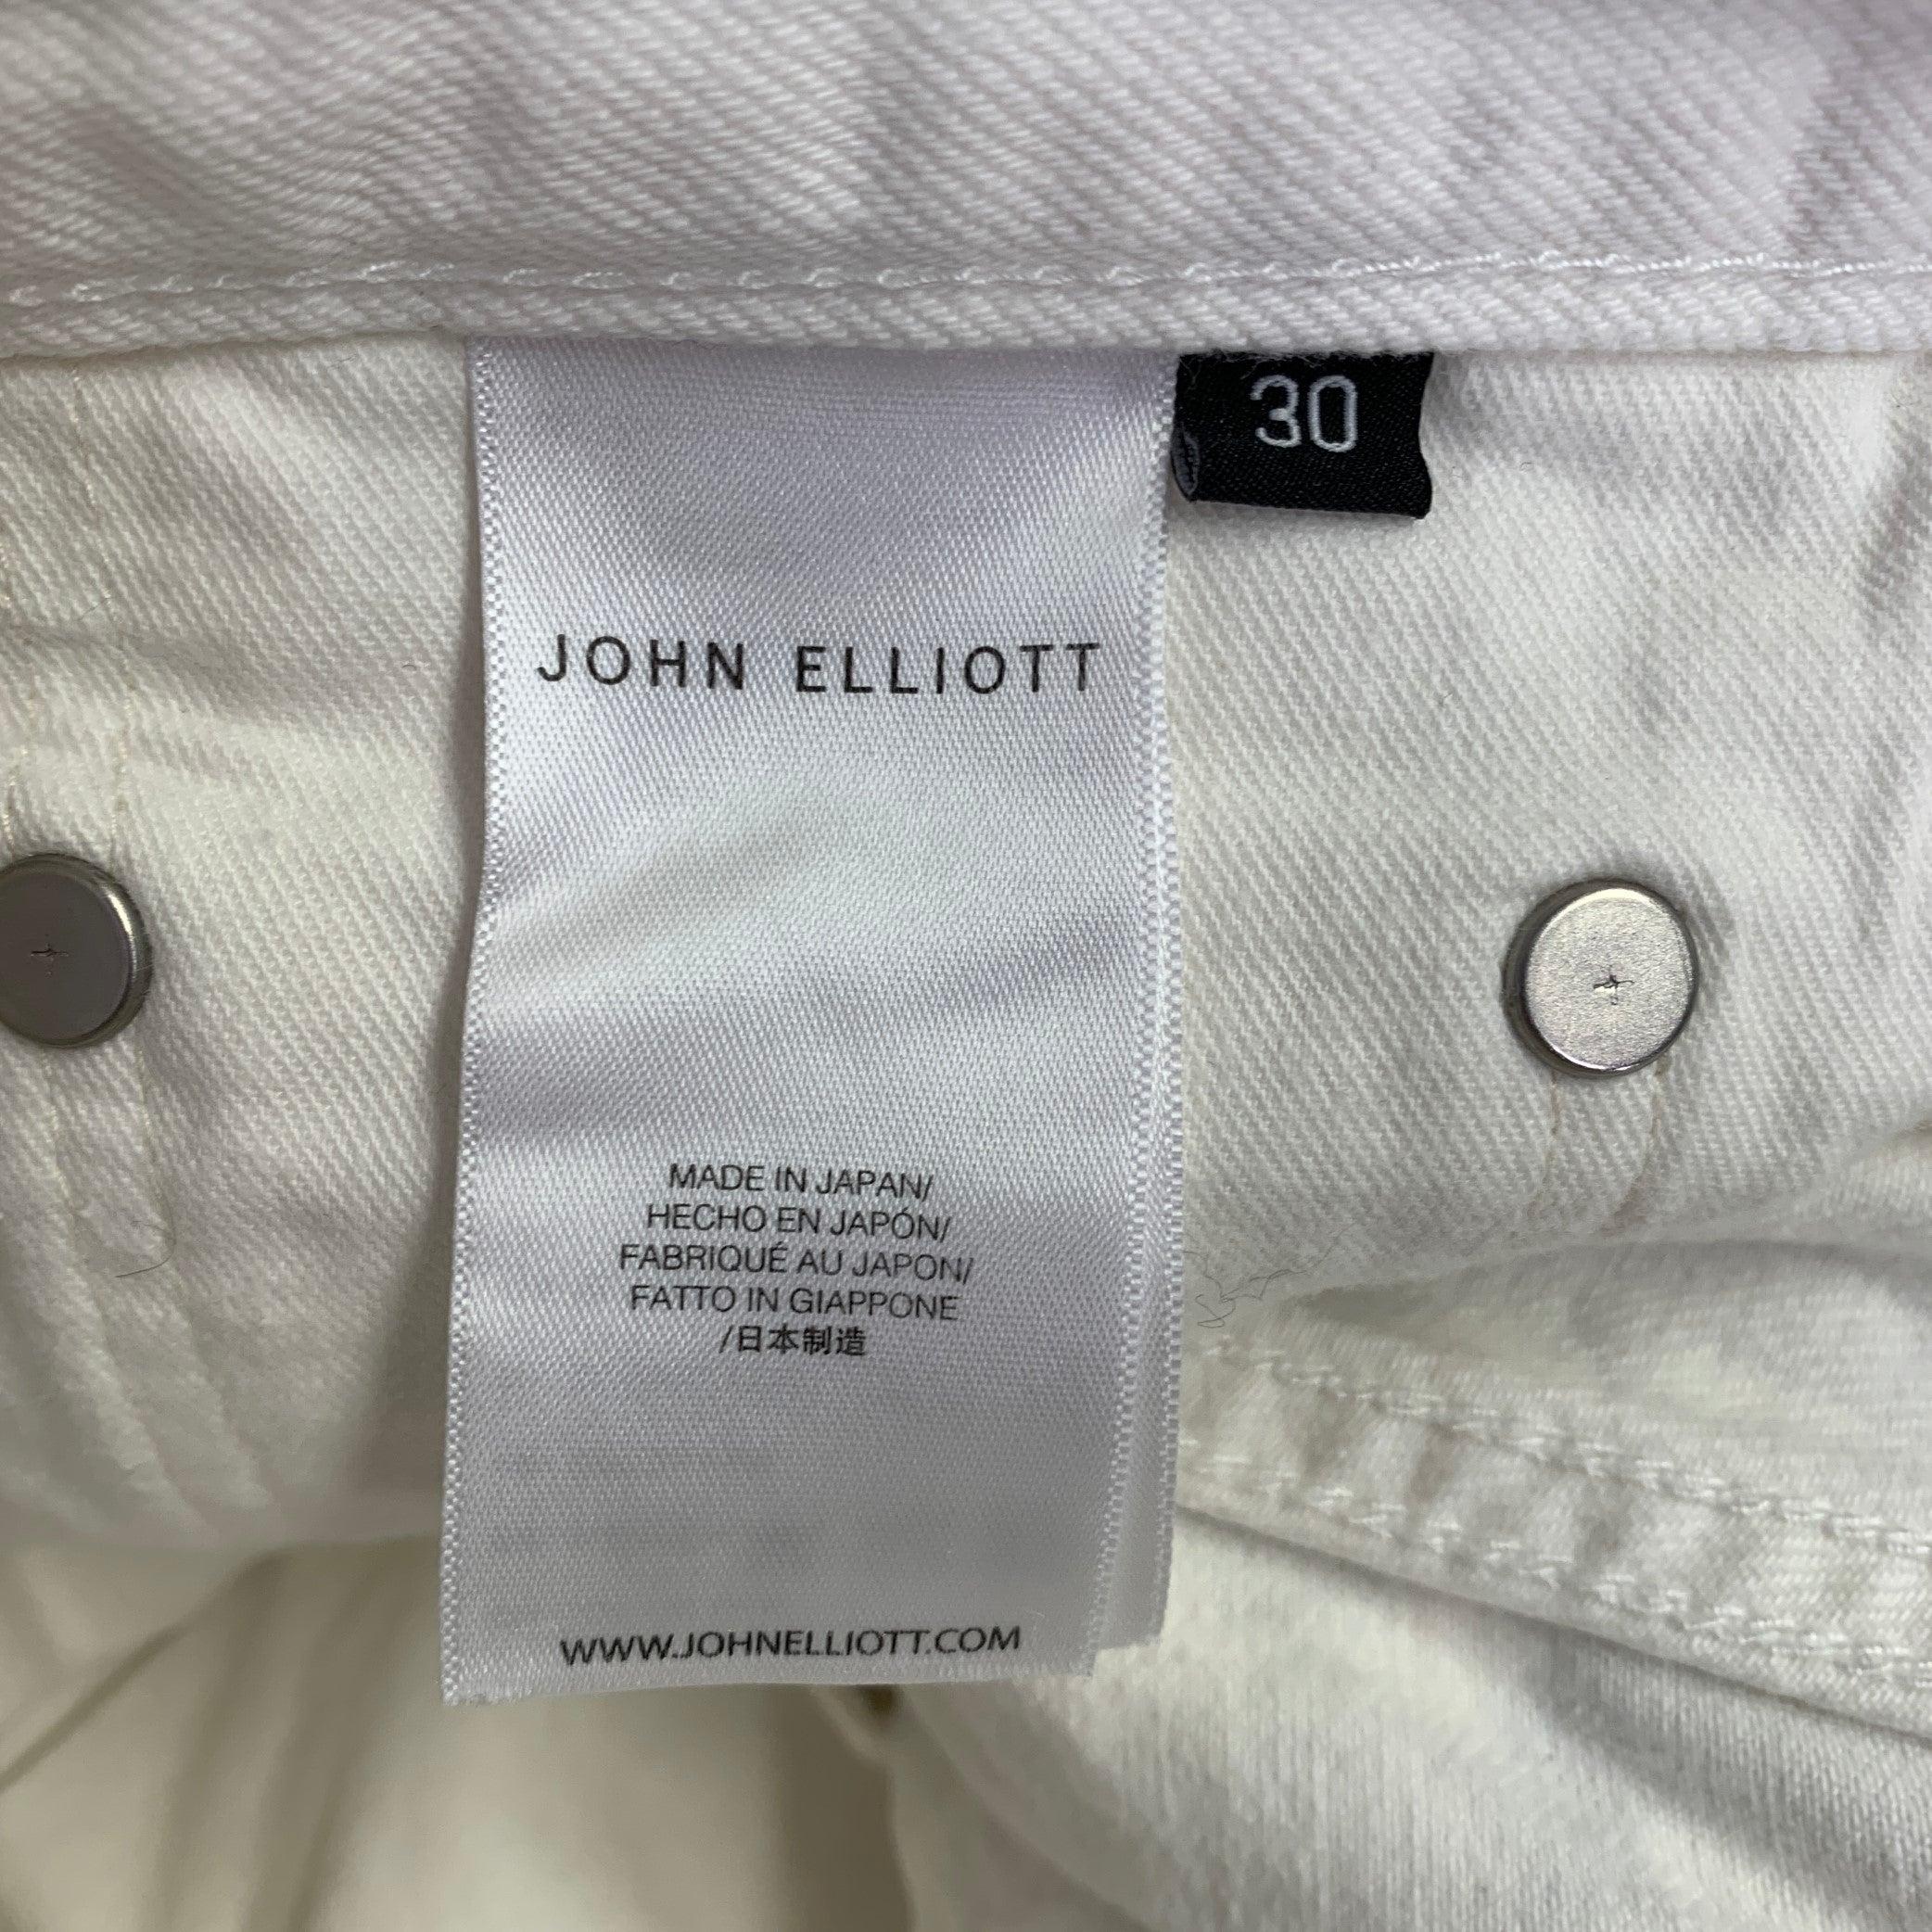 30
JOHN ELLIOTT
MADE IN JAPAN/
HECHO EN JAPÓN/
FABRIQUÉ AU JAPON/
FATTO IN GIAPPONE
/日本制造
WWW.JOHNELLIOTT.COM